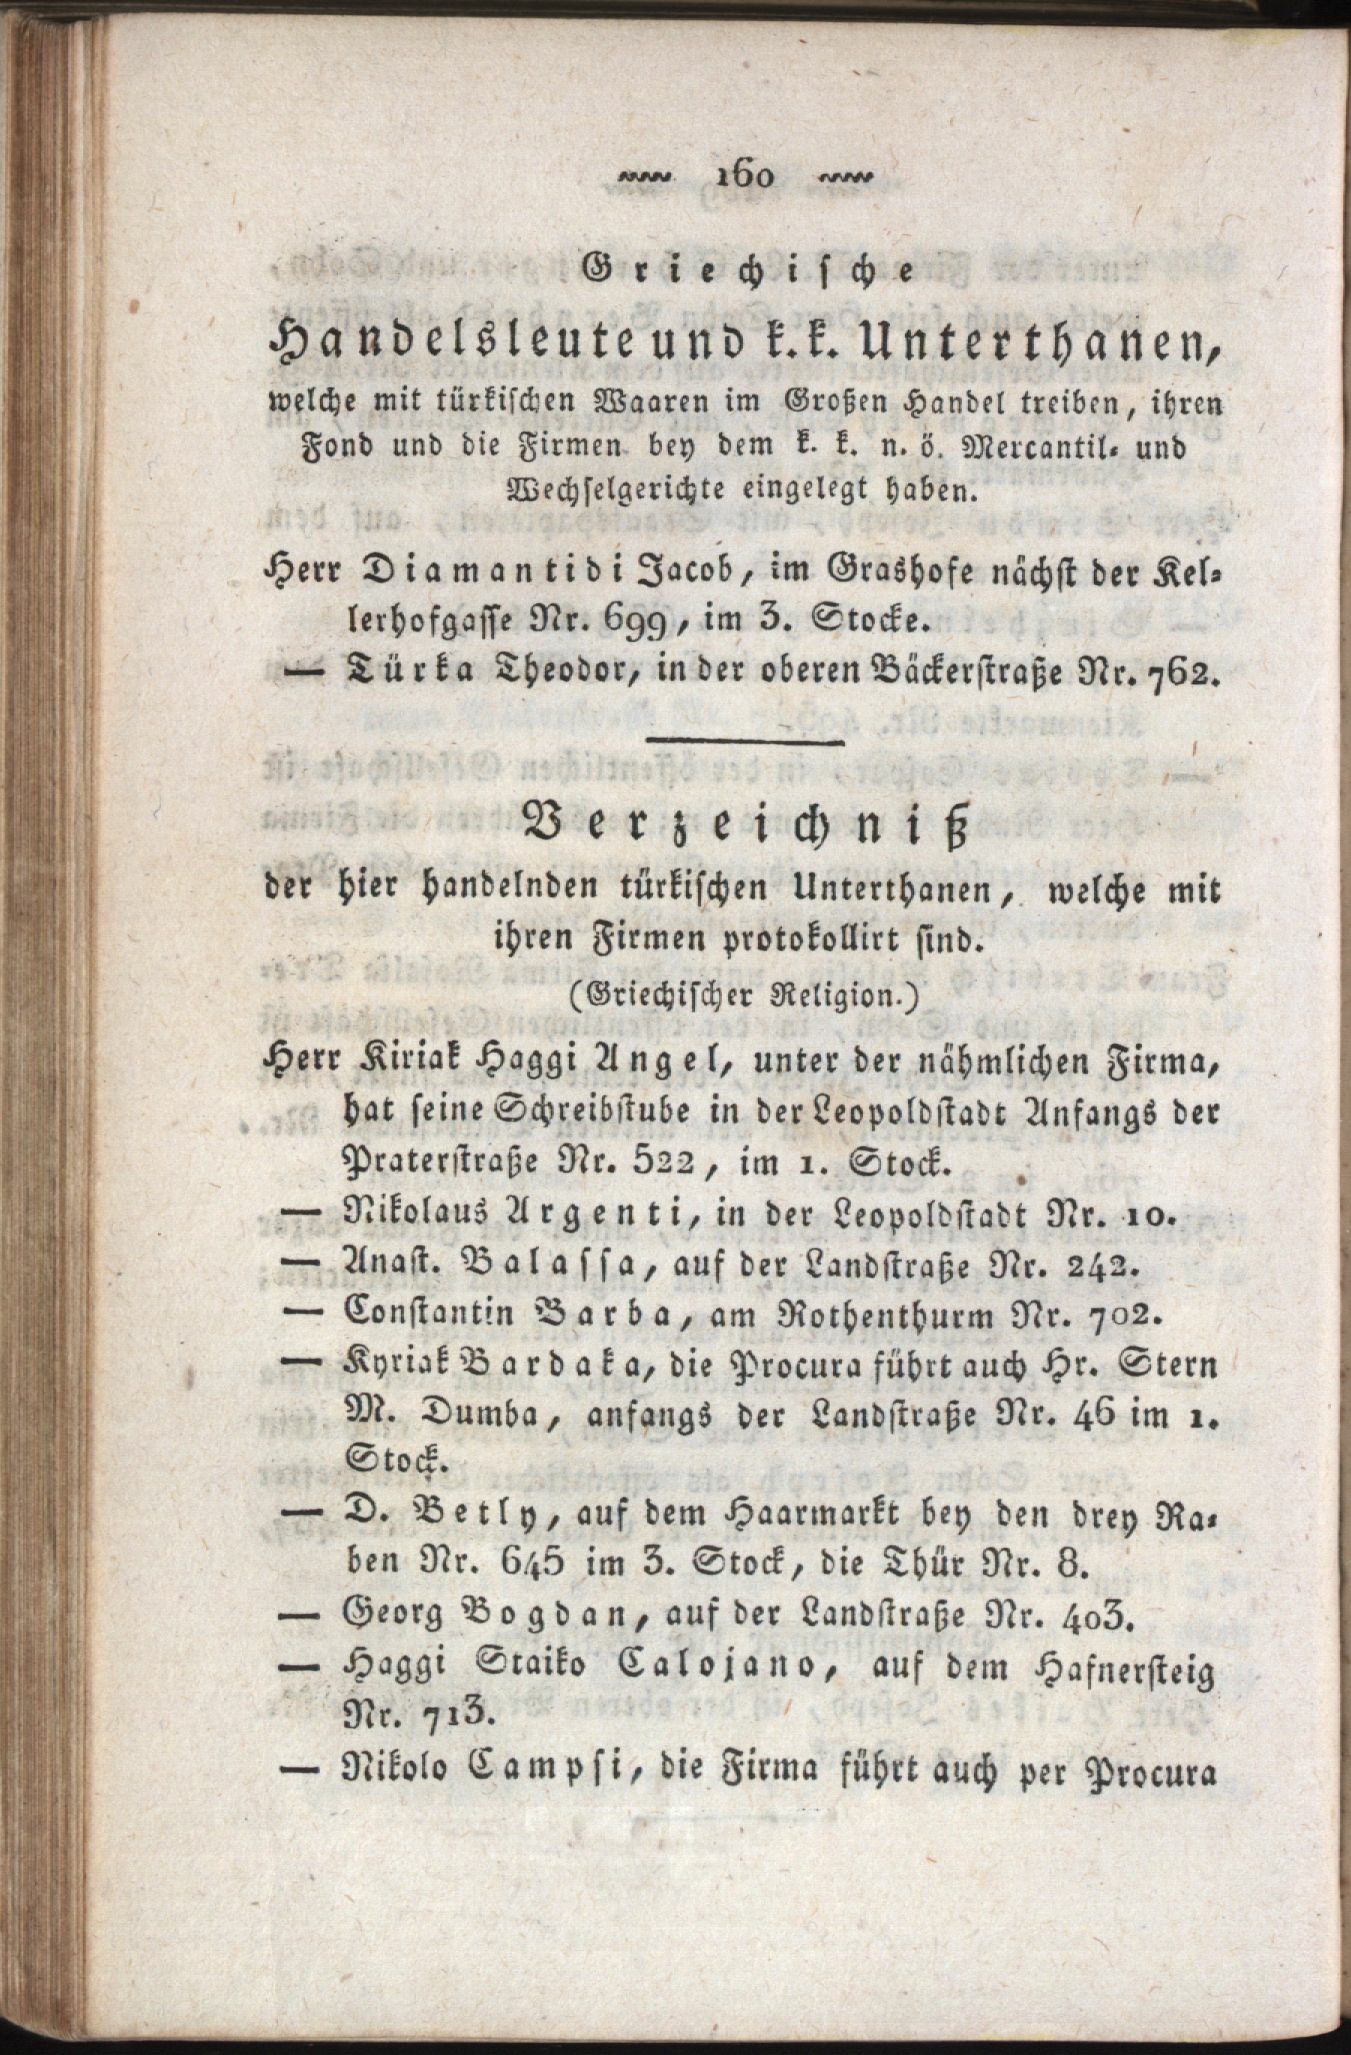 160
Griechische
Handelsleute und k. k. Unterthanen,
welche mit türkischen Waaren im Großen Handel treiben, ihren
Fond und die Firmen bey dem k. k. n. ö. Mercantil- und
Wechselgerichte eingelegt haben.
Herr Diamantidi Jacob, im Grashofe nächst der Kel-
lerhofgasse Nr. 699, im 3. Stocke.
— Türka Theodor, in der oberen Bäckerstraße Nr. 762.
Verzeichniß
der hier handelnden türkischen Unterthanen, welche mit
ihren Firmen protokollirt sind.
(Griechischer Religion.)
Herr Kiriak Haggi Angel, unter der nähmlichen Firma,
hat seine Schreibstube in der Leopoldstadt Anfangs der
Praterstraße Nr. 522, im 1. Stock.
— Nikolaus Argenti, in der Leopoldstadt Nr. 10.
— Anast. Balassa, auf der Landstraße Nr. 242.
— Constantin Barba, am Rothenthurm Nr. 702.
— Kyriak Bardaka, die Procura führt auch Hr. Stern
M. Dumba, anfangs der Landstraße Nr. 46 im 1.
Stock.
— D. Betly, auf dem Haarmarkt bey den drey Ra-
ben Nr. 645 im 3. Stock, die Thür Nr. 8.
— Georg Bogdan, auf der Landstraße Nr. 403.
— Haggi Staiko Calojano, auf dem Hafnersteig
Nr. 713.
— Nikolo Campsi, die Firma führt auch per Procura